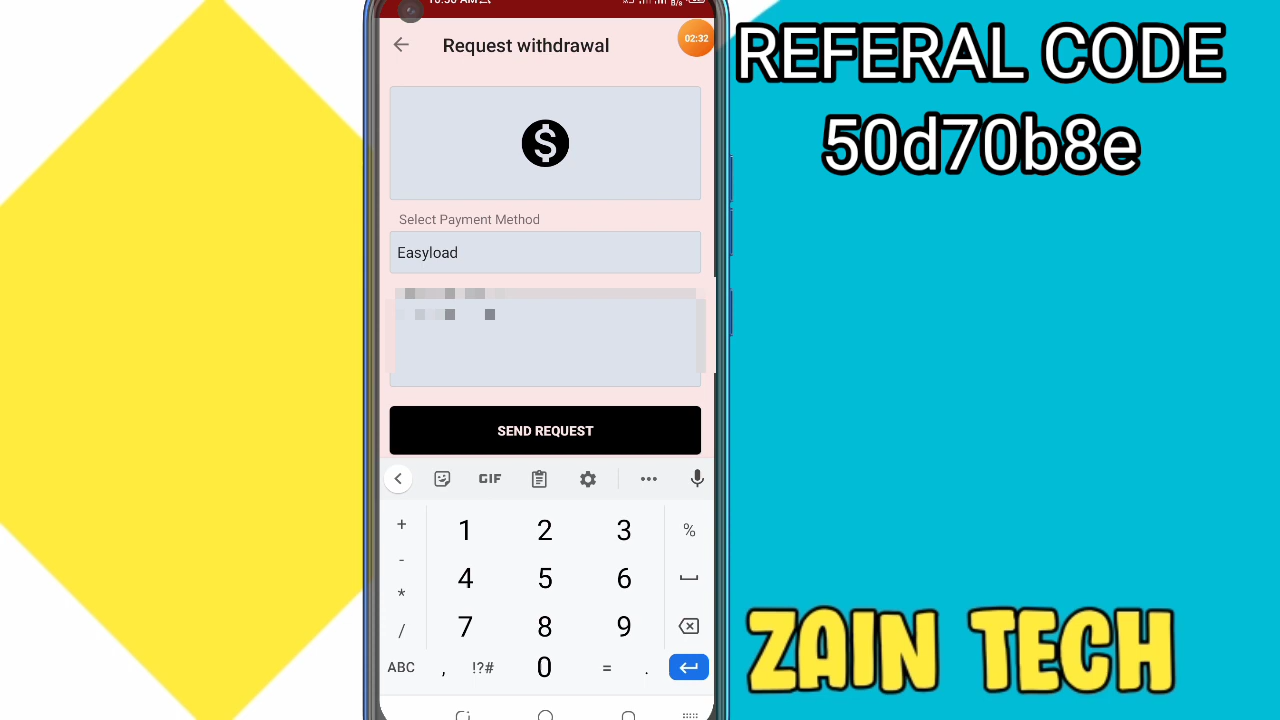 Request withdrawal
02:32
REFERAL CODE
50d70b8e
$
Select Payment Method
Easyload
SEND REQUEST
GIF
+ 1 2 3 %
- 4 5 6
*
/ 7 8 9
ABC , !?# 0 = .
ZAIN TECH